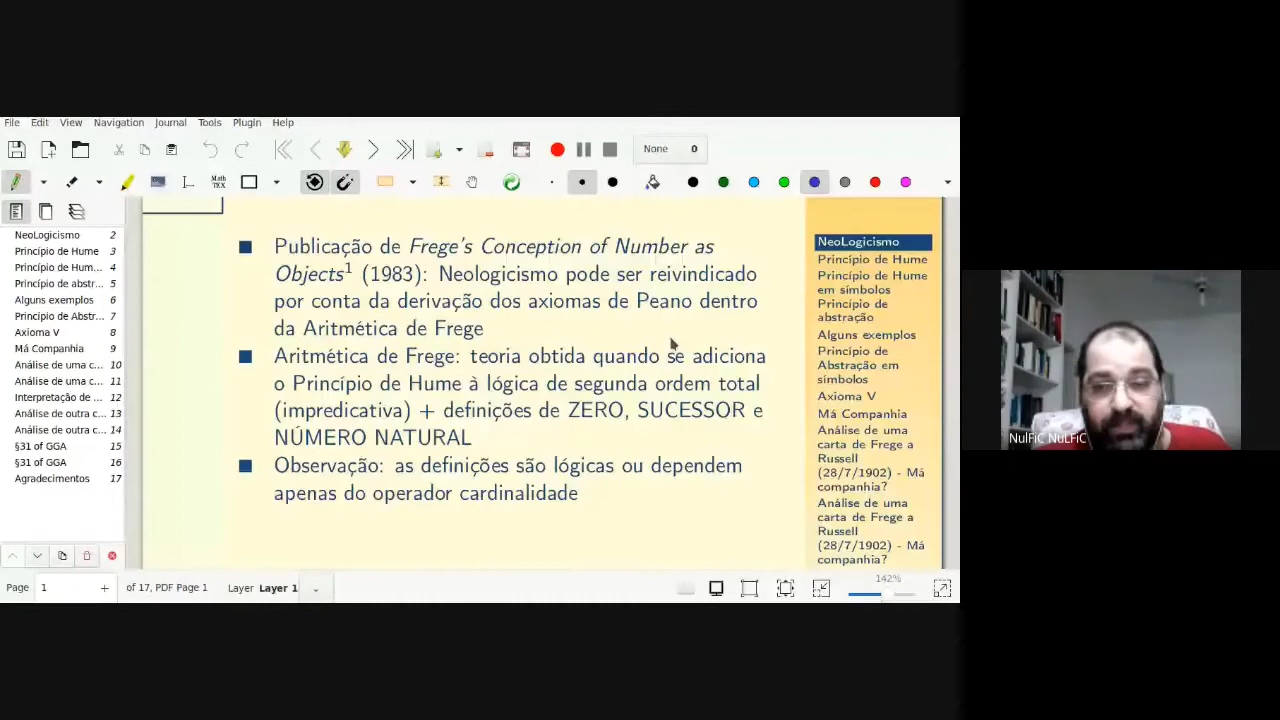 File Edit View Navigation Journal Tools Plugin Help
None 0
Math TEX
NeoLogicismo 2
Princípio de Hume 3
Princípio de Hum... 4
Princípio de abstr... 5
Alguns exemplos 6
Princípio de Abstr... 7
Axioma V 8
Má Companhia 9
Análise de uma c... 10
Análise de uma c... 11
Interpretação de ... 12
Análise de outra c... 13
Análise de outra c... 14
§31 of GGA 15
§31 of GGA 16
Agradecimentos 17
Publicação de Frege's Conception of Number as
Objects¹ (1983): Neologicismo pode ser reivindicado
por conta da derivação dos axiomas de Peano dentro
da Aritmética de Frege
Aritmética de Frege: teoria obtida quando se adiciona
o Princípio de Hume à lógica de segunda ordem total
(impredicativa) + definições de ZERO, SUCESSOR e
NÚMERO NATURAL
Observação: as definições são lógicas ou dependem
apenas do operador cardinalidade
NeoLogicismo
Princípio de Hume
Princípio de Hume
em símbolos
Princípio de
abstração
Alguns exemplos
Princípio de
Abstração em
símbolos
Axioma V
Má Companhia
Análise de uma
carta de Frege a
Russell
(28/7/1902) - Má
companhia?
Análise de uma
carta de Frege a
Russell
(28/7/1902) - Má
companhia?
NulFiC NuLFiC
Page 1 + of 17, PDF Page 1 Layer Layer 1
142%